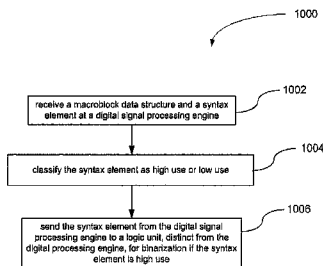 1000
1002
receive a macroblock data structure and a syntax
element at a digital signal processing engine
1004
classify the syntax element as high use or low use
1006
send the syntax element from the digital signal
processing engine to a logic unit, distinct from the
digital processing engine, for binarization if the syntax
element is high use